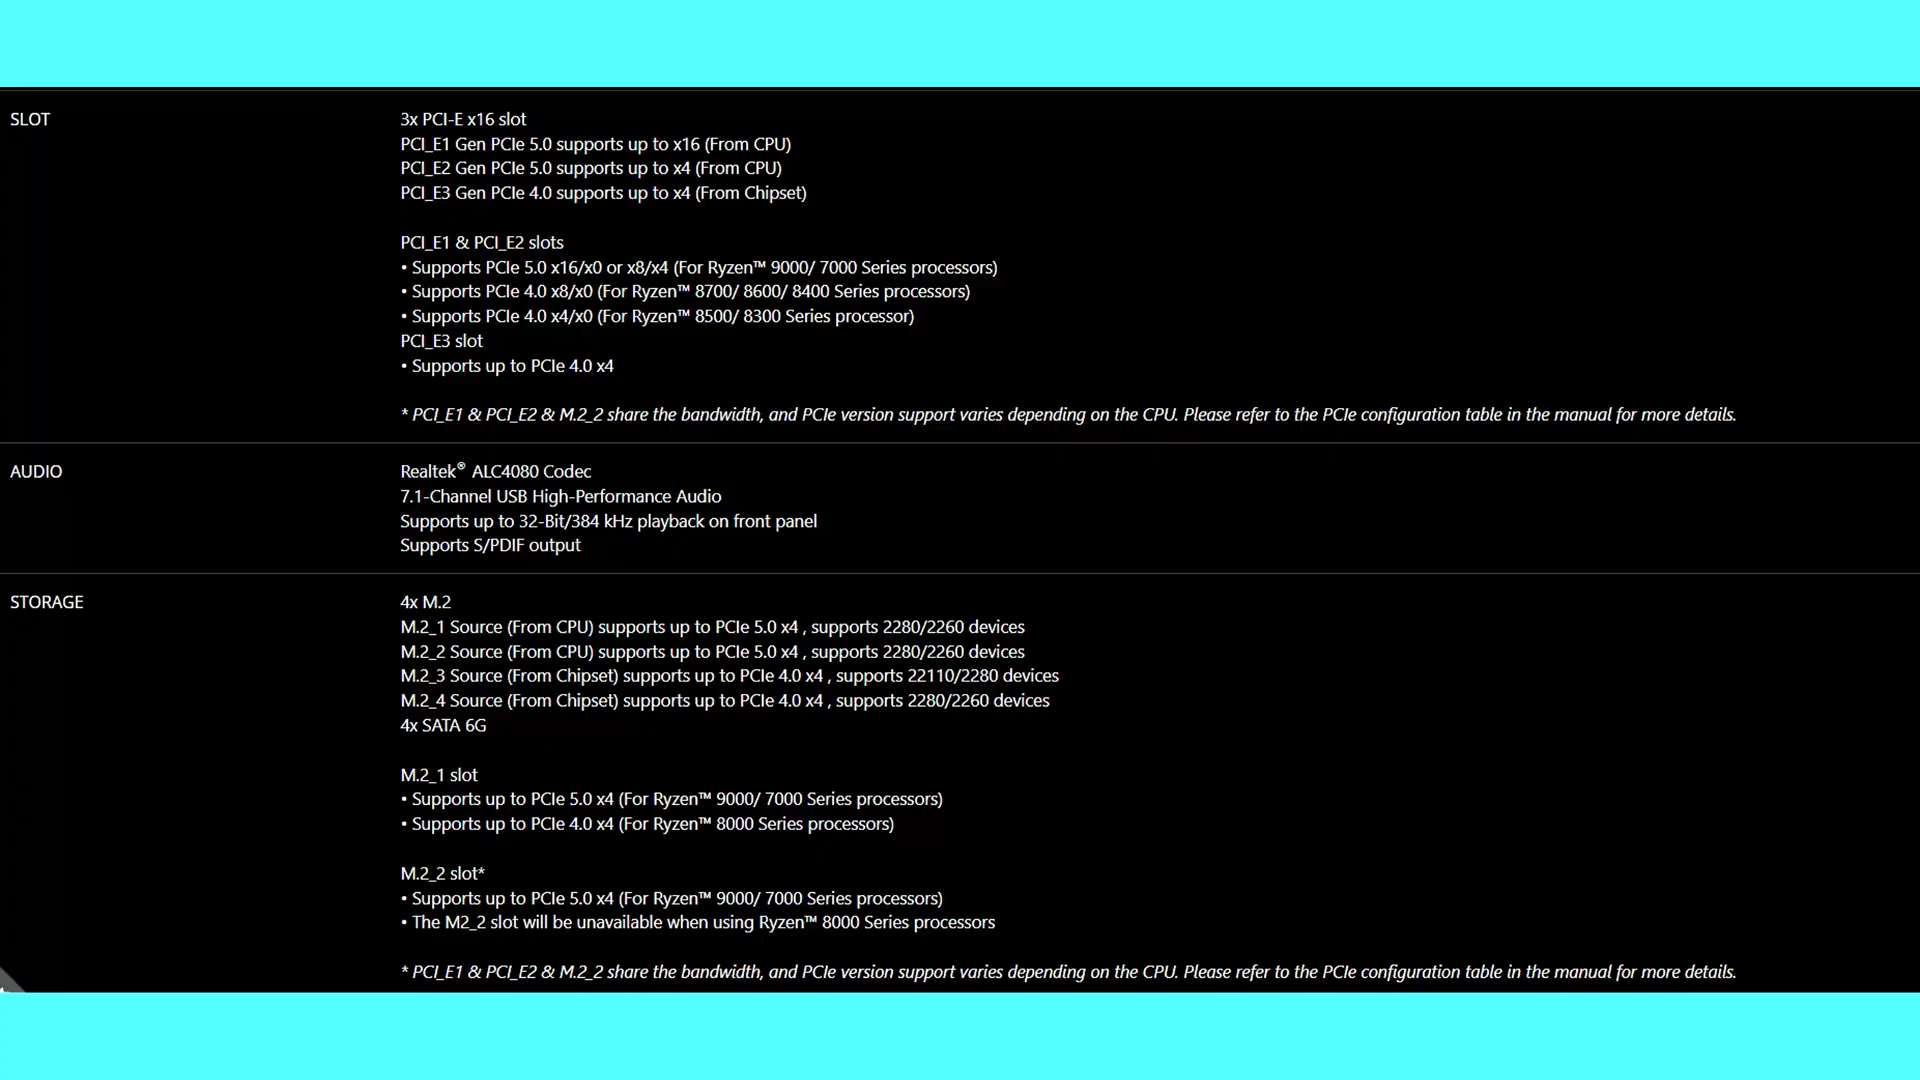 SLOT
3x PCI-E x16 slot
PCI_E1 Gen PCIe 5.0 supports up to x16 (From CPU)
PCI_E2 Gen PCIe 5.0 supports up to x4 (From CPU)
PCI_E3 Gen PCIe 4.0 supports up to x4 (From Chipset)
PCI_E1 & PCI_E2 slots
• Supports PCIe 5.0 x16/x0 or x8/x4 (For Ryzen™ 9000/ 7000 Series processors)
• Supports PCIe 4.0 x8/x0 (For Ryzen™ 8700/ 8600/ 8400 Series processors)
• Supports PCIe 4.0 x4/x0 (For Ryzen™ 8500/ 8300 Series processor)
PCI_E3 slot
• Supports up to PCIe 4.0 x4
* PCI_E1 & PCI_E2 & M.2_2 share the bandwidth, and PCIe version support varies depending on the CPU. Please refer to the PCIe configuration table in the manual for more details.
AUDIO
Realtek® ALC4080 Codec
7.1-Channel USB High-Performance Audio
Supports up to 32-Bit/384 kHz playback on front panel
Supports S/PDIF output
STORAGE
4x M.2
M.2_1 Source (From CPU) supports up to PCIe 5.0 x4 , supports 2280/2260 devices
M.2_2 Source (From CPU) supports up to PCIe 5.0 x4 , supports 2280/2260 devices
M.2_3 Source (From Chipset) supports up to PCIe 4.0 x4 , supports 22110/2280 devices
M.2_4 Source (From Chipset) supports up to PCIe 4.0 x4 , supports 2280/2260 devices
4x SATA 6G
M.2_1 slot
• Supports up to PCIe 5.0 x4 (For Ryzen™ 9000/ 7000 Series processors)
• Supports up to PCIe 4.0 x4 (For Ryzen™ 8000 Series processors)
M.2_2 slot*
• Supports up to PCIe 5.0 x4 (For Ryzen™ 9000/ 7000 Series processors)
• The M2_2 slot will be unavailable when using Ryzen™ 8000 Series processors
* PCI_E1 & PCI_E2 & M.2_2 share the bandwidth, and PCIe version support varies depending on the CPU. Please refer to the PCIe configuration table in the manual for more details.